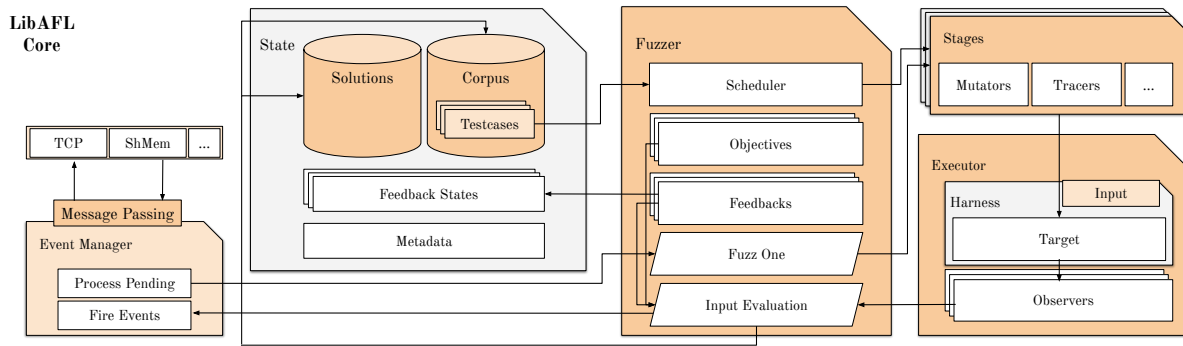 LibAFL
Core
State
Solutions
Corpus
Testcases
Feedback States
Metadata
TCP
ShMem
...
Message Passing
Event Manager
Process Pending
Fire Events
Fuzzer
Scheduler
Objectives
Feedbacks
Fuzz One
Input Evaluation
Stages
Mutators
Tracers
...
Executor
Input
Harness
Target
Observers